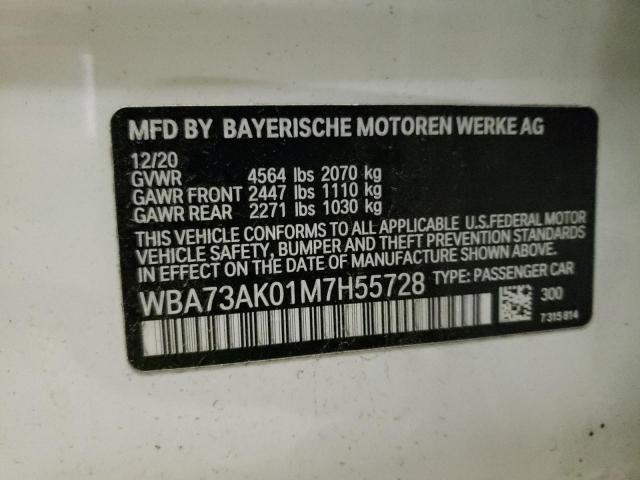 MFD BY BAYERISCHE MOTOREN WERKE AG
12/20
GVWR 4564 lbs 2070 kg
GAWR FRONT 2447 lbs 1110 kg
GAWR REAR 2271 lbs 1030 kg
THIS VEHICLE CONFORMS TO ALL APPLICABLE U.S.FEDERAL MOTOR
VEHICLE SAFETY, BUMPER AND THEFT PREVENTION STANDARDS
IN EFFECT ON THE DATE OF MANUFACTURE SHOWN ABOVE.
WBA73AK01M7H55728 TYPE: PASSENGER CAR
300
7315814